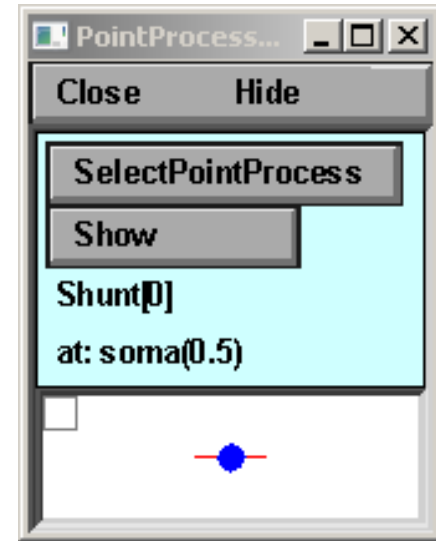 PointProcess...
Close Hide
SelectPointProcess
Show
Shunt[0]
at: soma(0.5)